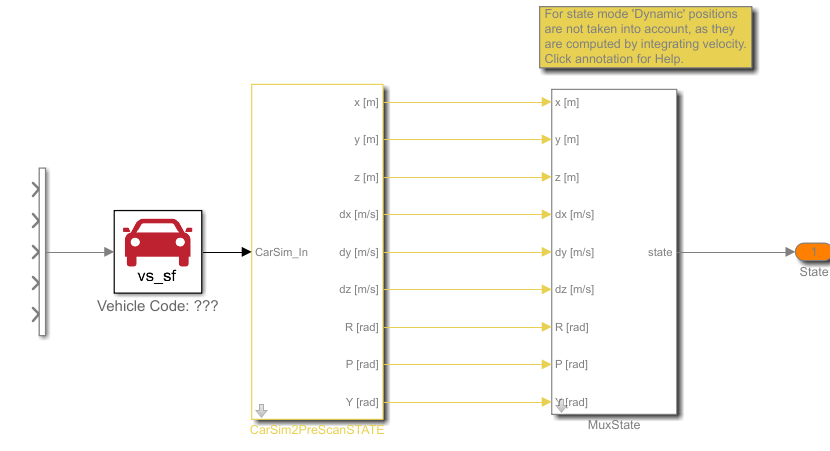 For state mode 'Dynamic' positions
are not taken into account, as they
are computed by integrating velocity.
Click annotation for Help.
vs_sf
Vehicle Code: ???
CarSim_In
x [m]
y [m]
z [m]
dx [m/s]
dy [m/s]
dz [m/s]
R [rad]
P [rad]
Y [rad]
CarSim2PreScanSTATE
x [m]
y [m]
z [m]
dx [m/s]
dy [m/s]
dz [m/s]
R [rad]
P [rad]
Y [rad]
state
MuxState
1
State